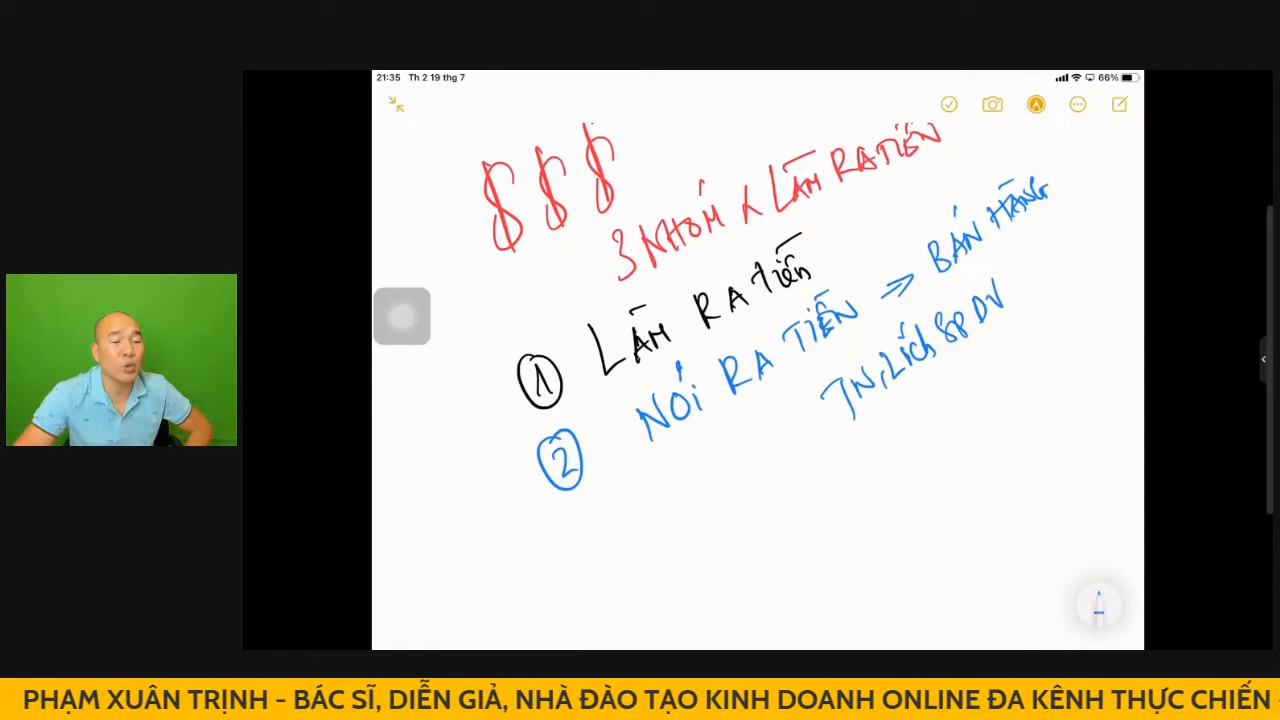 21:35 Th 2 19 thg 7
66%
$ $ $
3 NHÓM LÀM RA TIỀN
1 LÀM RA tiền
2 NÓI RA TIỀN => BÁN HÀNG
TN, Lích SP DV
PHẠM XUÂN TRỊNH - BÁC SĨ, DIỄN GIẢ, NHÀ ĐÀO TẠO KINH DOANH ONLINE ĐA KÊNH THỰC CHIẾN